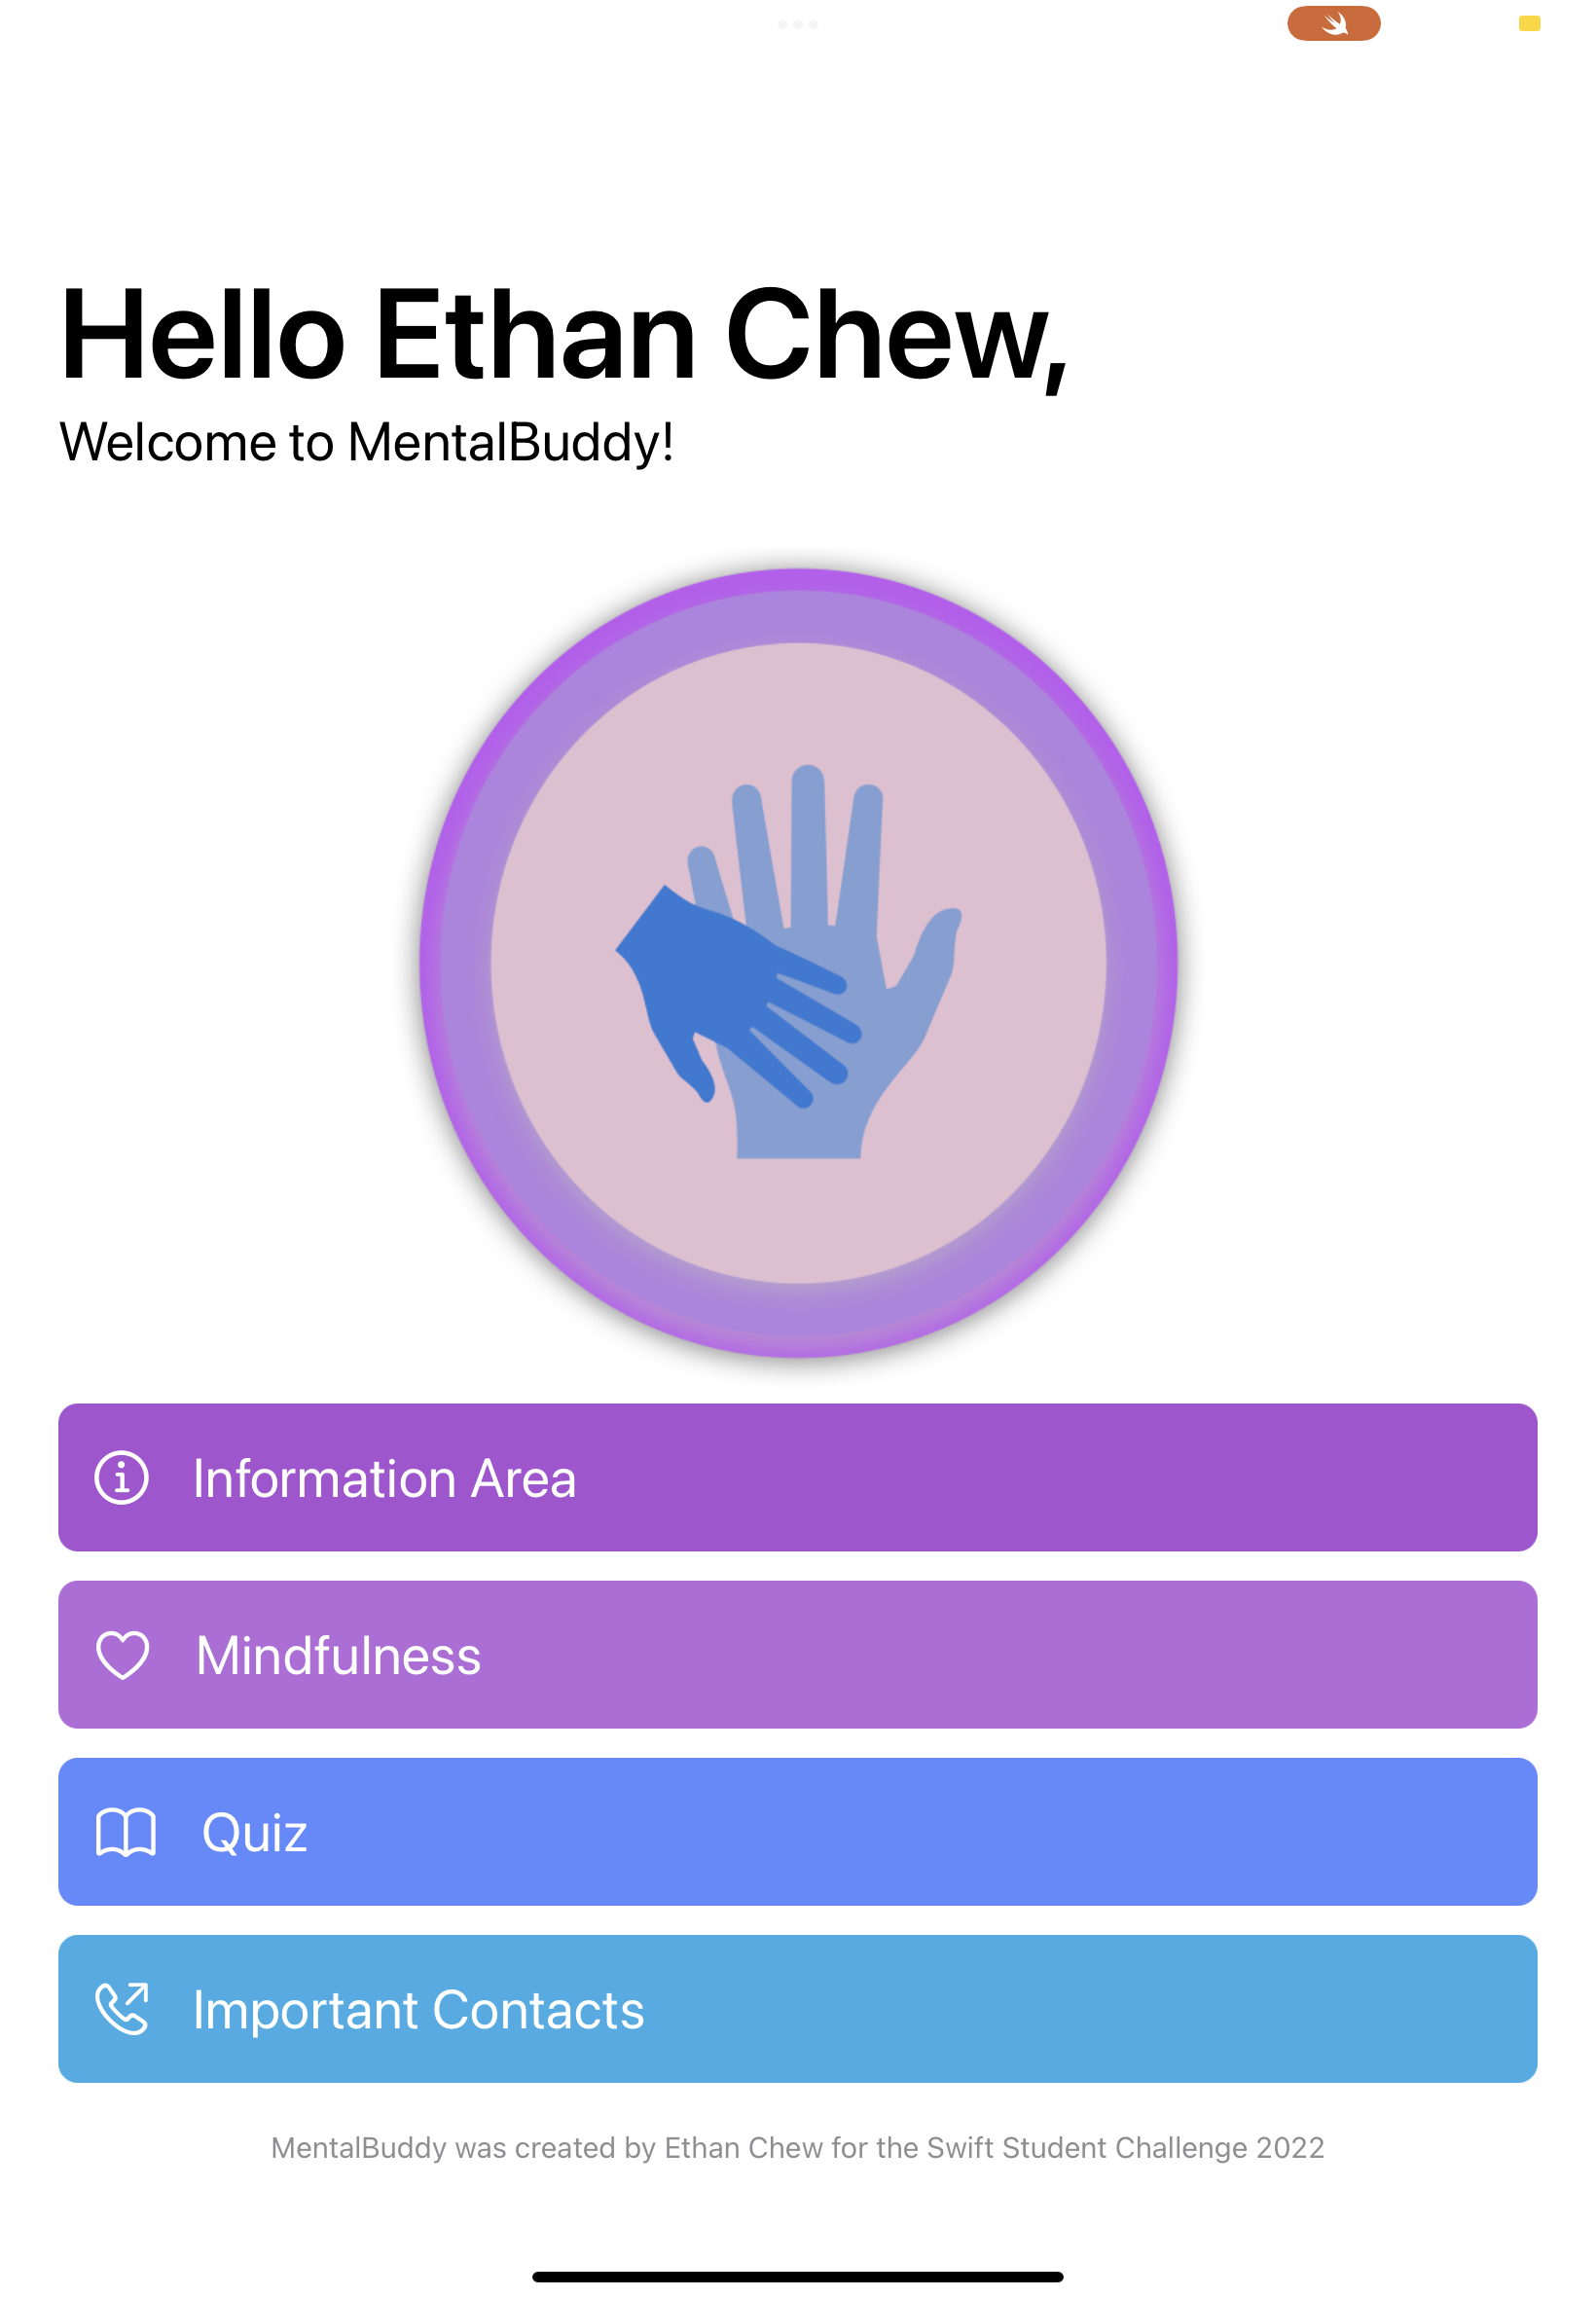 Hello Ethan Chew,
Welcome to MentalBuddy!
Information Area
Mindfulness
Quiz
Important Contacts
MentalBuddy was created by Ethan Chew for the Swift Student Challenge 2022